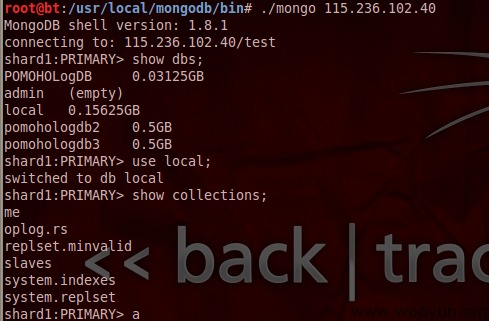 root@bt:/usr/local/mongodb/bin# ./mongo 115.236.102.40
MongoDB shell version: 1.8.1
connecting to: 115.236.102.40/test
shard1:PRIMARY> show dbs;
POMOHOLogDB     0.03125GB
admin   (empty)
local   0.15625GB
pomohologdb2    0.5GB
pomohologdb3    0.5GB
shard1:PRIMARY> use local;
switched to db local
shard1:PRIMARY> show collections;
me
oplog.rs
replset.minvalid
slaves
system.indexes
system.replset
shard1:PRIMARY> a
<< back | trac